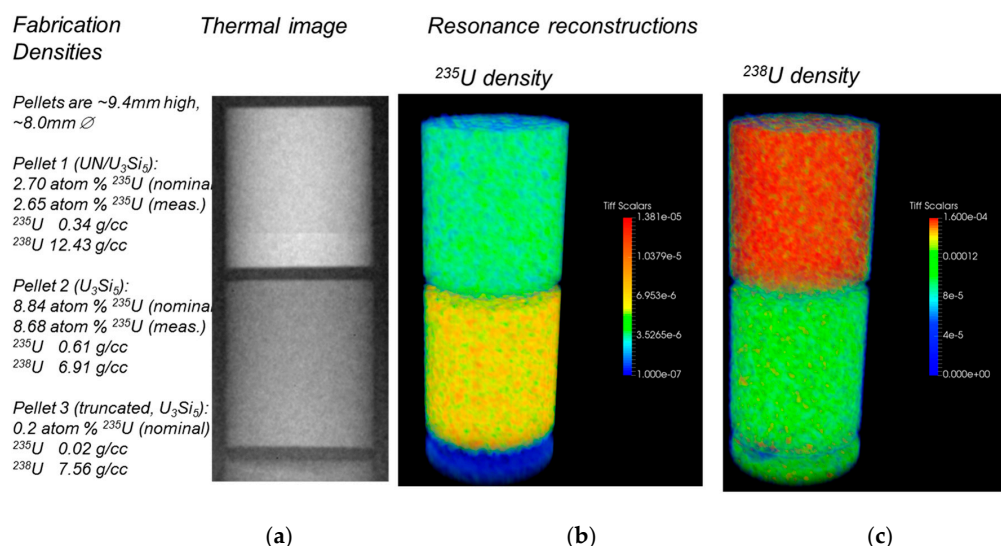 Fabrication
Densities
Thermal image
Resonance reconstructions
Pellets are ~9.4mm high,
~8.0mm ∅
Pellet 1 (UN/U₃Si₅):
2.70 atom % ²³⁵U (nominal
2.65 atom % ²³⁵U (meas.)
²³⁵U 0.34 g/cc
²³⁸U 12.43 g/cc
Pellet 2 (U₃Si₅):
8.84 atom % ²³⁵U (nominal
8.68 atom % ²³⁵U (meas.)
²³⁵U 0.61 g/cc
²³⁸U 6.91 g/cc
Pellet 3 (truncated, U₃Si₅):
0.2 atom % ²³⁵U (nominal)
²³⁵U 0.02 g/cc
²³⁸U 7.56 g/cc
²³⁵U density
Tiff Scalars
1.381e-05
1.0379e-5
6.953e-6
3.5265e-6
1.000e-07
²³⁸U density
Tiff Scalars
1.600e-04
0.00012
8e-5
4e-5
0.000e+00
(a)
(b)
(c)